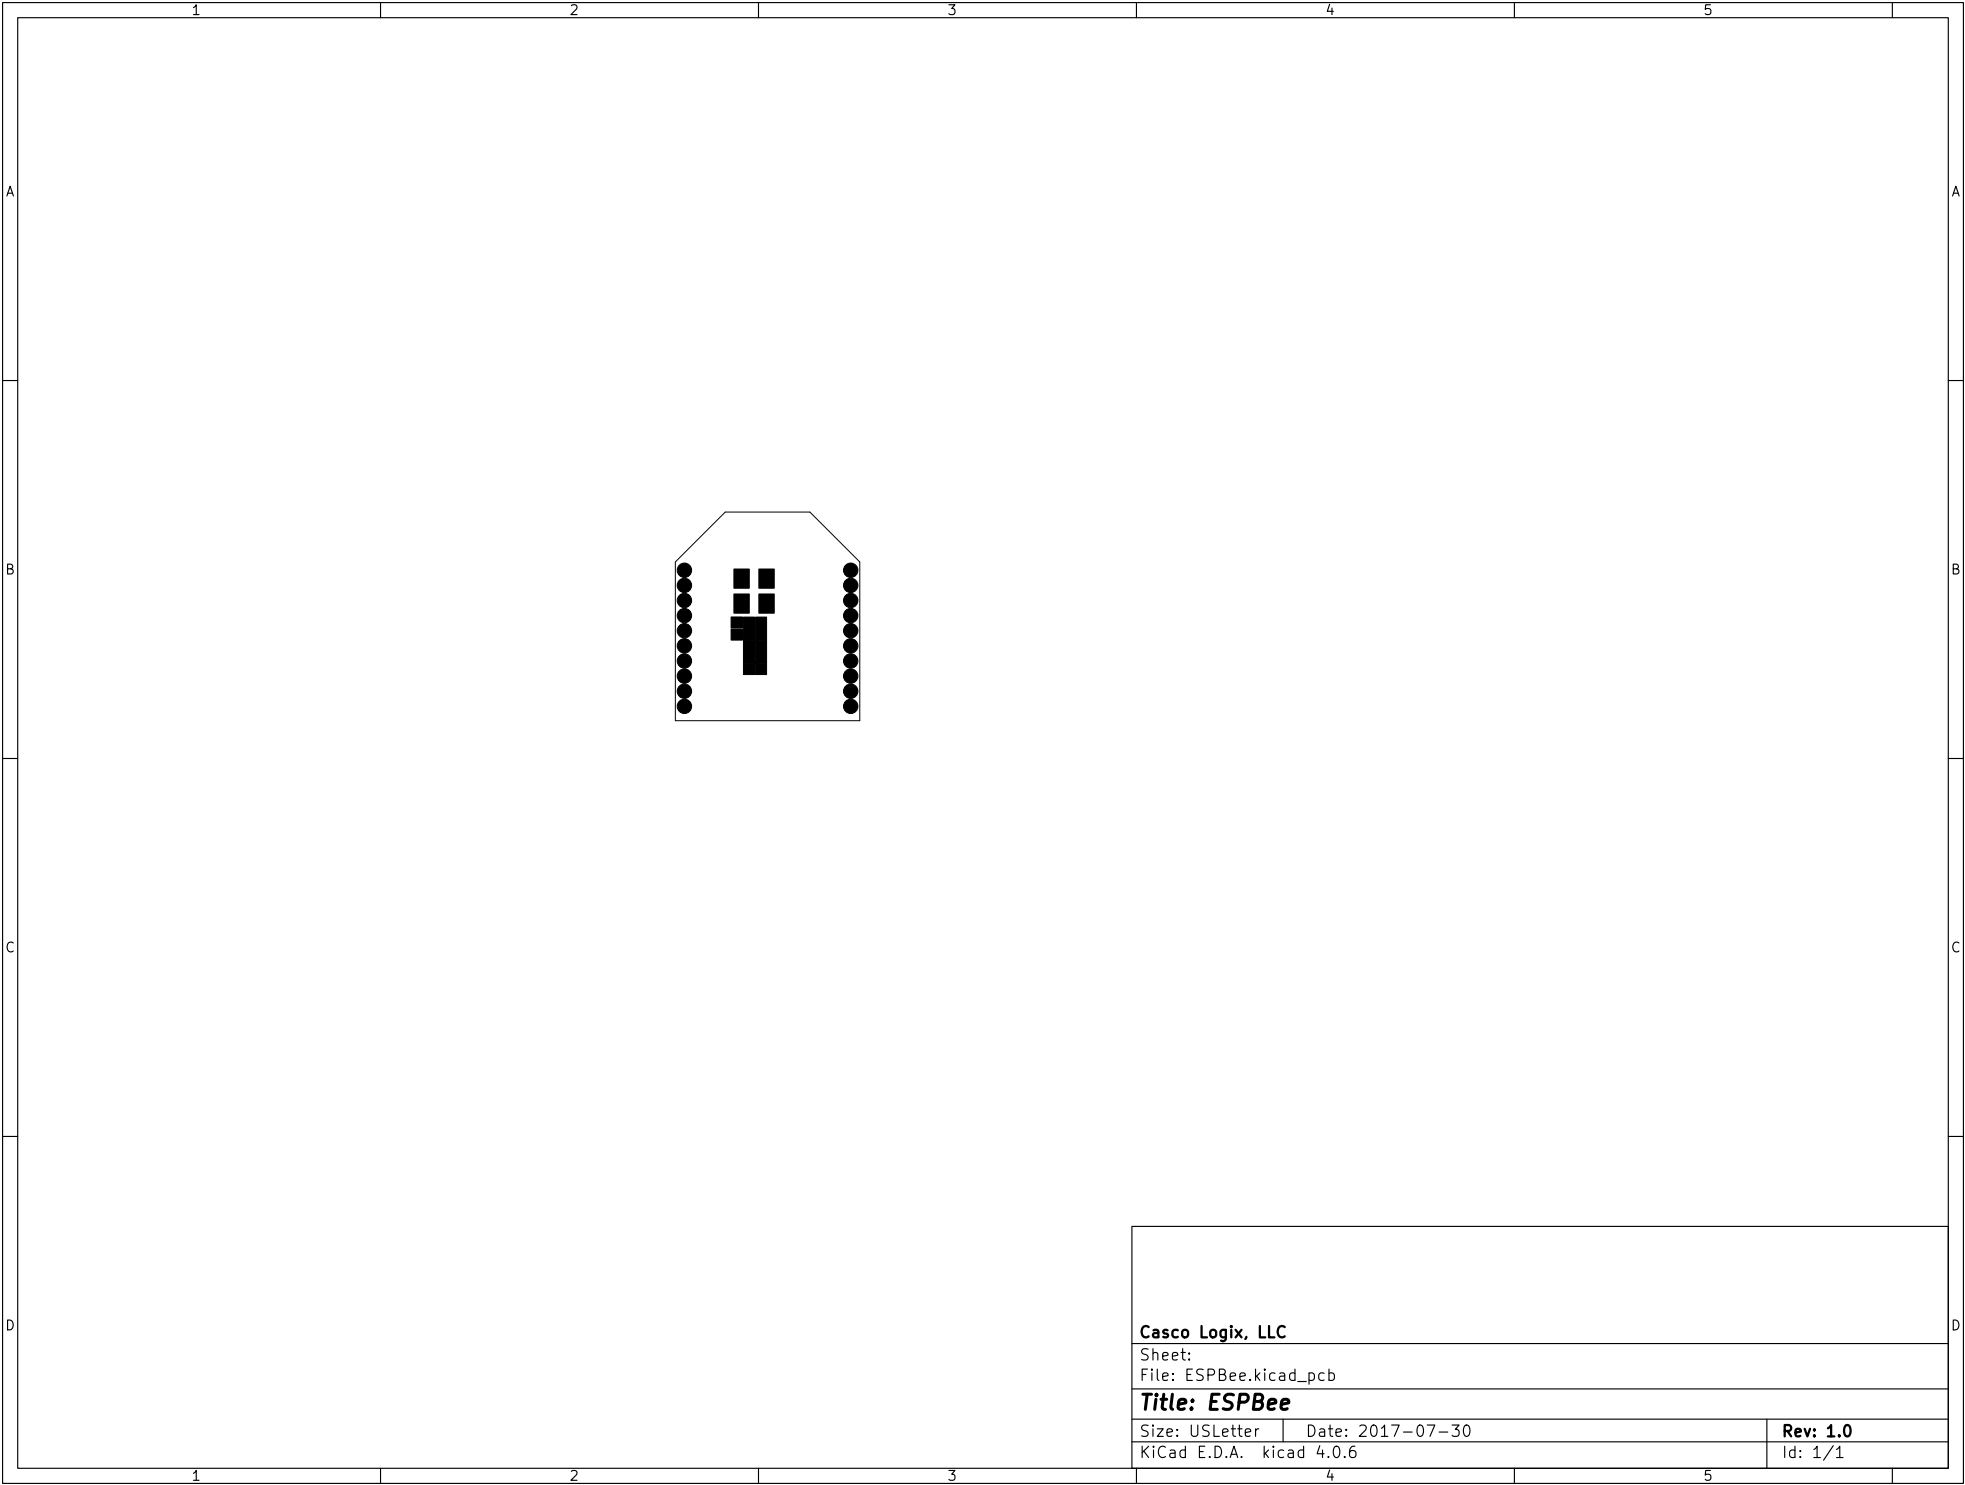 1 2 3 4 5
A A
B B
C C
D D
Casco Logix, LLC
Sheet:
File: ESPBee.kicad_pcb
Title: ESPBee
Size: USLetter Date: 2017-07-30 Rev: 1.0
KiCad E.D.A. kicad 4.0.6 Id: 1/1
1 2 3 4 5